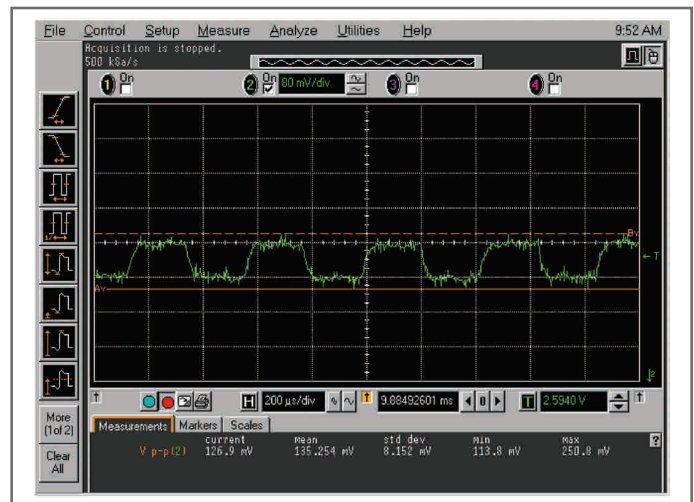 File Control Setup Measure Analyze Utilities Help 9:52 AM
Acquisition is stopped.
500 kSa/s
1 On 2 On 80 mV/div 3 On 4 On
By
T
Ay
2
H 200 µs/div 9.88492601 ms 0 T 2.5940 V
More
(1of 2)
Clear
All
Measurements Markers Scales
current mean std dev min max
V p-p(2) 126.9 mV 135.254 mV 8.152 mV 113.8 mV 250.8 mV
?